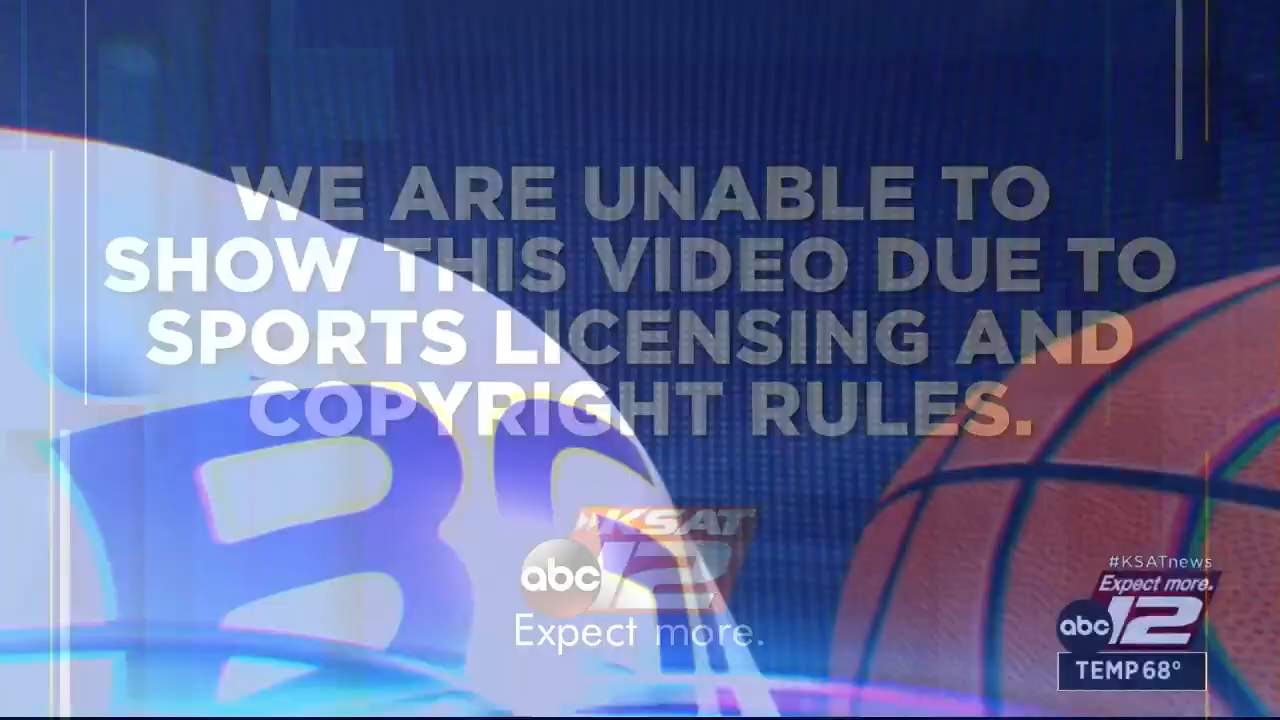 WE ARE UNABLE TO
SHOW THIS VIDEO DUE TO
SPORTS LICENSING AND
COPYRIGHT RULES.
KSAT
abc 12
Expect more.
#KSATnews
Expect more.
abc 12
TEMP 68°